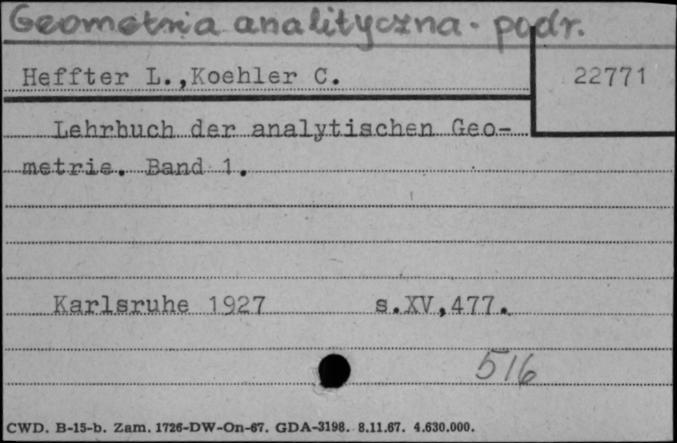 Geometria analityczna - podr.
Heffter L.,Koehler C.
22771
Lehrbuch der analytischen Geo-
metrie. Band 1.
Karlsruhe 1927 s.XV,477.
516
CWD. B-15-b. Zam. 1726-DW-On-67. GDA-3198. 8.11.67. 4.630.000.